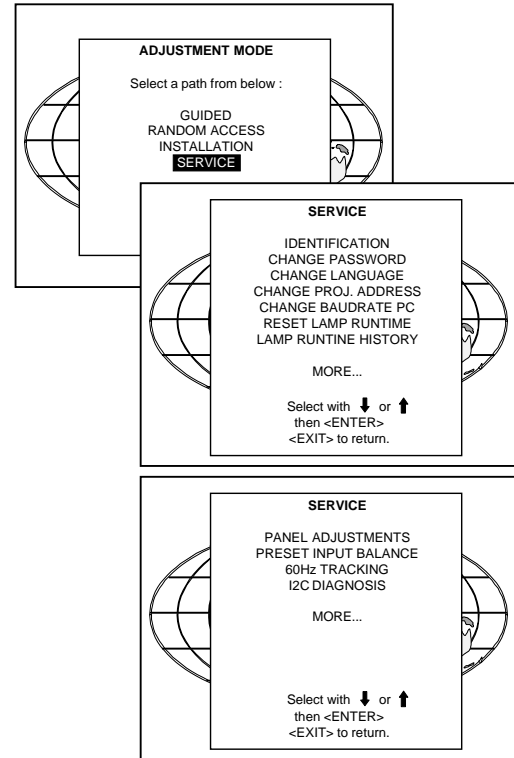 ADJUSTMENT MODE
Select a path from below :
GUIDED
RANDOM ACCESS
INSTALLATION
SERVICE
SERVICE
IDENTIFICATION
CHANGE PASSWORD
CHANGE LANGUAGE
CHANGE PROJ. ADDRESS
CHANGE BAUDRATE PC
RESET LAMP RUNTIME
LAMP RUNTINE HISTORY
MORE...
Select with ⬇ or ⬆
then <ENTER>
<EXIT> to return.
SERVICE
PANEL ADJUSTMENTS
PRESET INPUT BALANCE
60Hz TRACKING
I2C DIAGNOSIS
MORE...
Select with ⬇ or ⬆
then <ENTER>
<EXIT> to return.